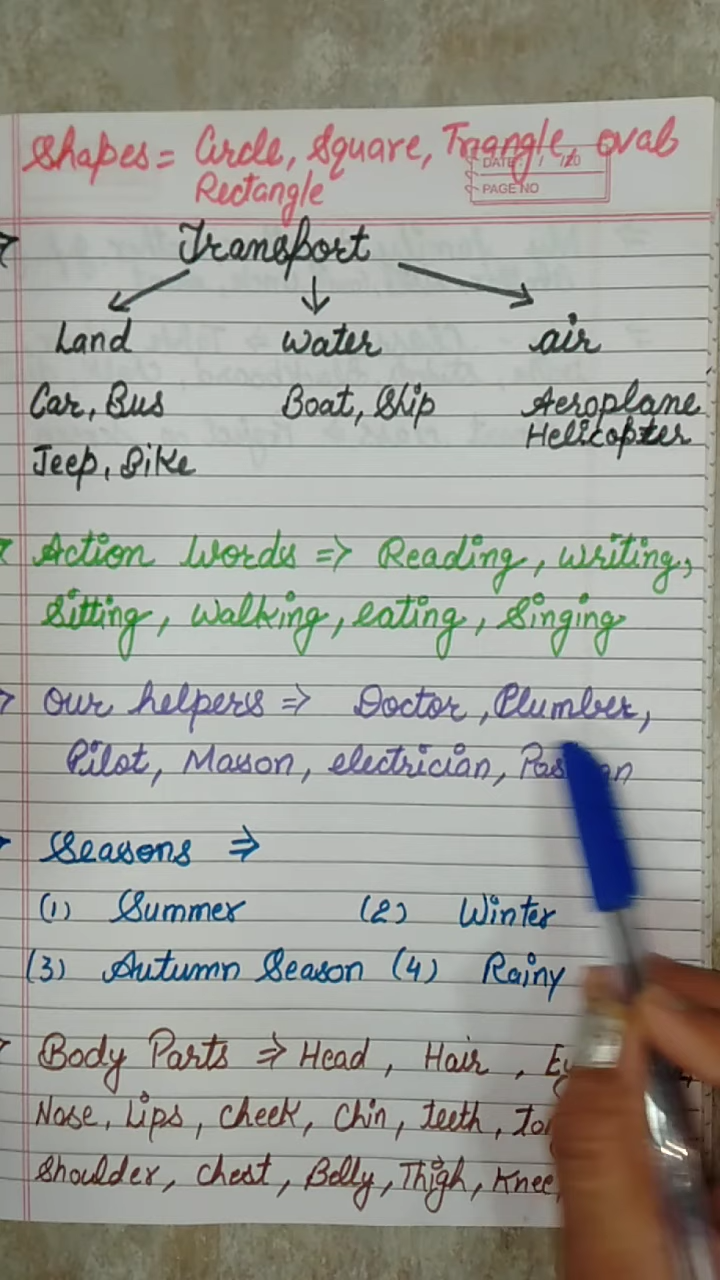 Shapes = Circle, Square, Triangle, oval
DATE: / /20
Rectangle
PAGE NO
Transport
Land Water air
Car, Bus Boat, Ship Aeroplane
Helicopter
Jeep, Bike
Action Words => Reading, writing,
Sitting, Walking, eating, Singing
Our helpers => Doctor, Plumber,
Pilot, Mason, electrician,
Seasons =>
(1) Summer (2) Winter
(3) Autumn Season (4) Rainy
Body Parts => Head, Hair,
Nose, Lips, cheek, Chin, teeth,
Shoulder, chest, Belly, Thigh, Knee,